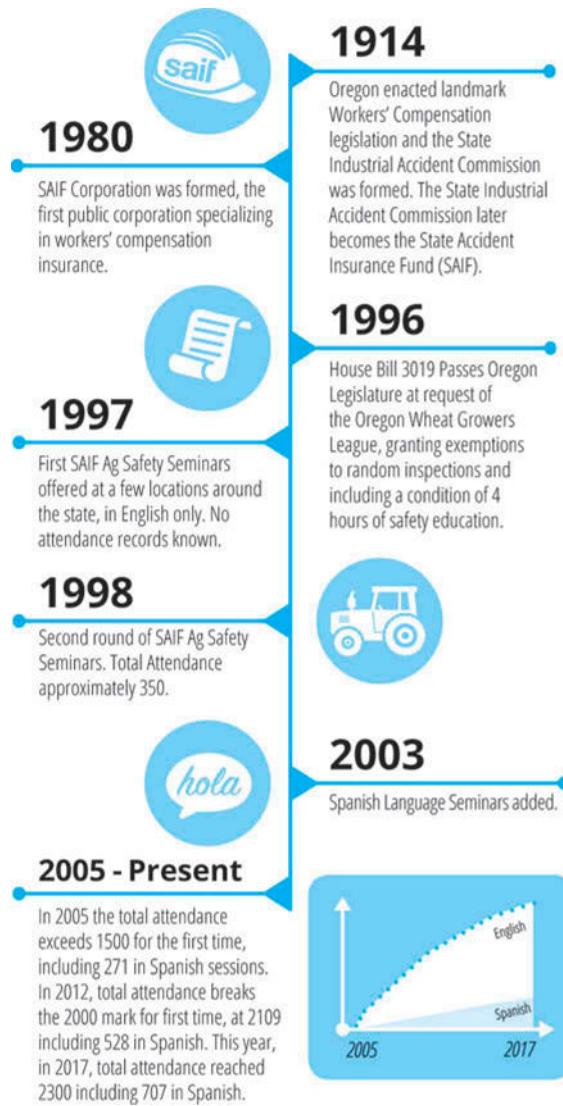 saif
1914
Oregon enacted landmark
Workers' Compensation
legislation and the State
Industrial Accident Commission
was formed. The State Industrial
Accident Commission later
becomes the State Accident
Insurance Fund (SAIF).
1980
SAIF Corporation was formed, the
first public corporation specializing
in workers' compensation
insurance.
1996
House Bill 3019 Passes Oregon
Legislature at request of
the Oregon Wheat Growers
League, granting exemptions
to random inspections and
including a condition of 4
hours of safety education.
1997
First SAIF Ag Safety Seminars
offered at a few locations around
the state, in English only. No
attendance records known.
1998
Second round of SAIF Ag Safety
Seminars. Total Attendance
approximately 350.
hola
2003
Spanish Language Seminars added.
2005 - Present
In 2005 the total attendance
exceeds 1500 for the first time,
including 271 in Spanish sessions.
In 2012, total attendance breaks
the 2000 mark for first time, at 2109
including 528 in Spanish. This year,
in 2017, total attendance reached
2300 including 707 in Spanish.
English
Spanish
2005 2017